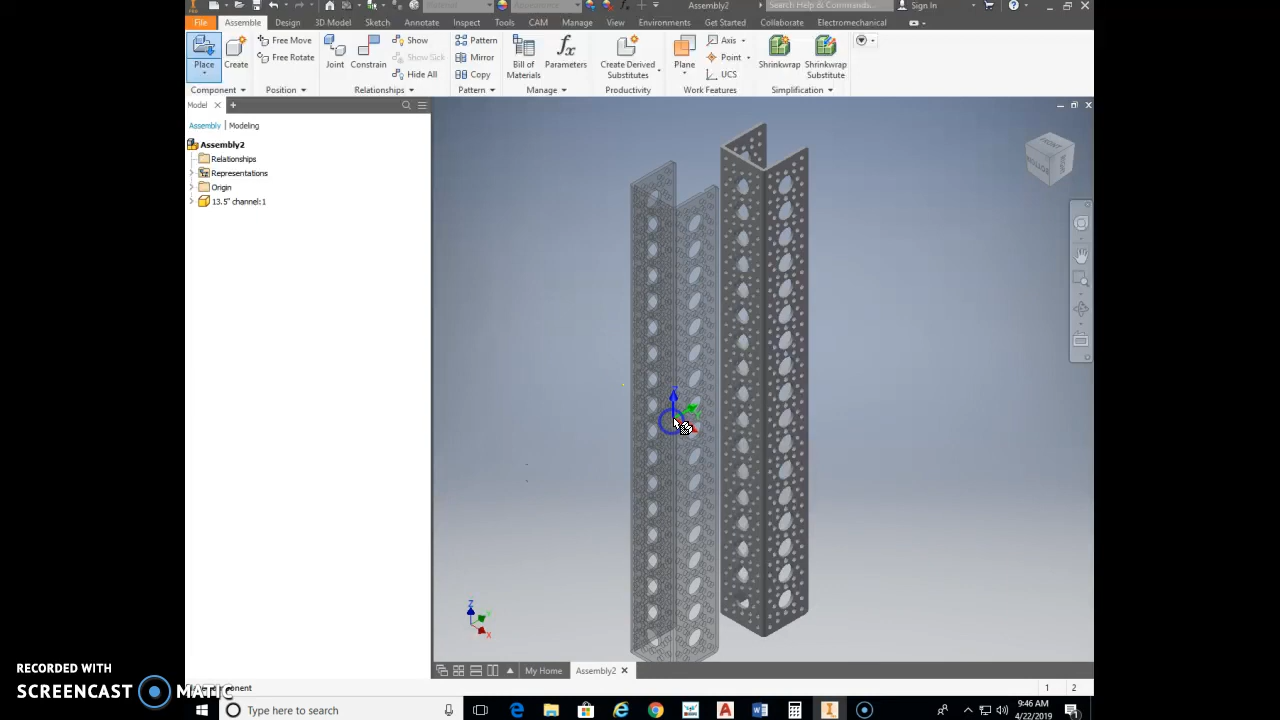 Assembly2
Search Help & Commands...
Sign In
File
Assemble
Design
3D Model
Sketch
Annotate
Inspect
Tools
CAM
Manage
View
Environments
Get Started
Collaborate
Electromechanical
Place
Create
Free Move
Free Rotate
Joint
Constrain
Show
Show Sick
Hide All
Pattern
Mirror
Copy
Bill of
Materials
Parameters
Create Derived
Substitutes
Plane
Axis
Point
UCS
Shrinkwrap
Shrinkwrap
Substitute
Component
Position
Relationships
Pattern
Manage
Productivity
Work Features
Simplification
Model
Assembly | Modeling
Assembly2
Relationships
Representations
Origin
13.5" channel:1
FRONT
Z
Z
Y
X
My Home
Assembly2
RECORDED WITH
SCREENCAST MATIC
1 2
Type here to search
9:46 AM
4/22/2019